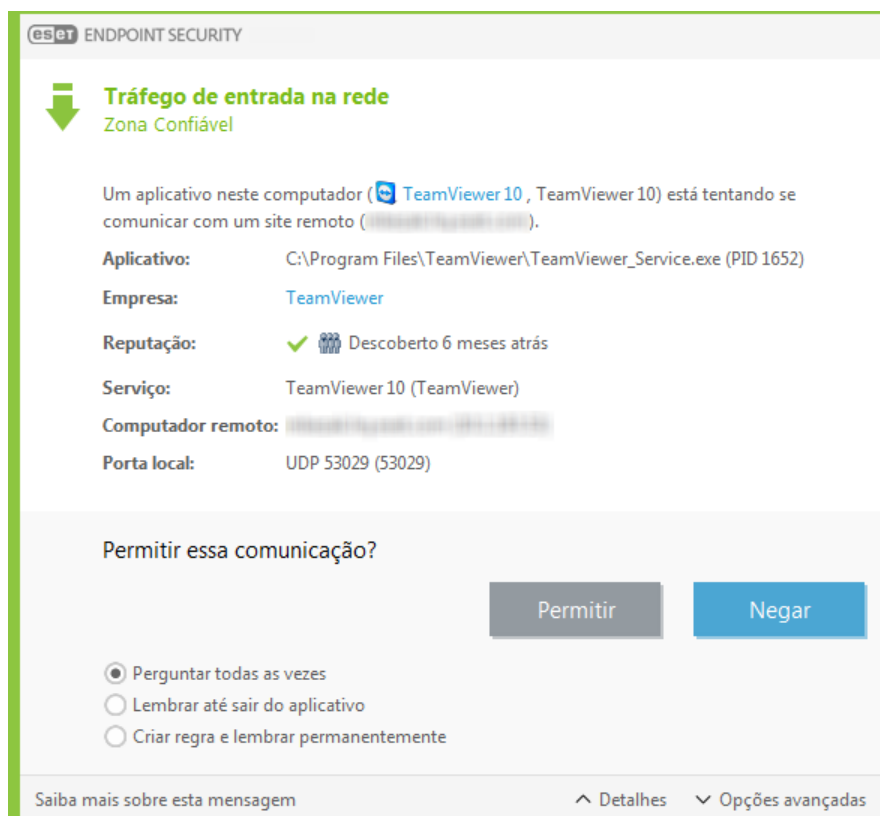 eset ENDPOINT SECURITY
Tráfego de entrada na rede
Zona Confiável
Um aplicativo neste computador ( TeamViewer 10 , TeamViewer 10) está tentando se
comunicar com um site remoto ( ).
Aplicativo: C:\Program Files\TeamViewer\TeamViewer_Service.exe (PID 1652)
Empresa: TeamViewer
Reputação: Descoberto 6 meses atrás
Serviço: TeamViewer 10 (TeamViewer)
Computador remoto:
Porta local: UDP 53029 (53029)
Permitir essa comunicação?
Permitir Negar
Perguntar todas as vezes
Lembrar até sair do aplicativo
Criar regra e lembrar permanentemente
Saiba mais sobre esta mensagem Detalhes Opções avançadas